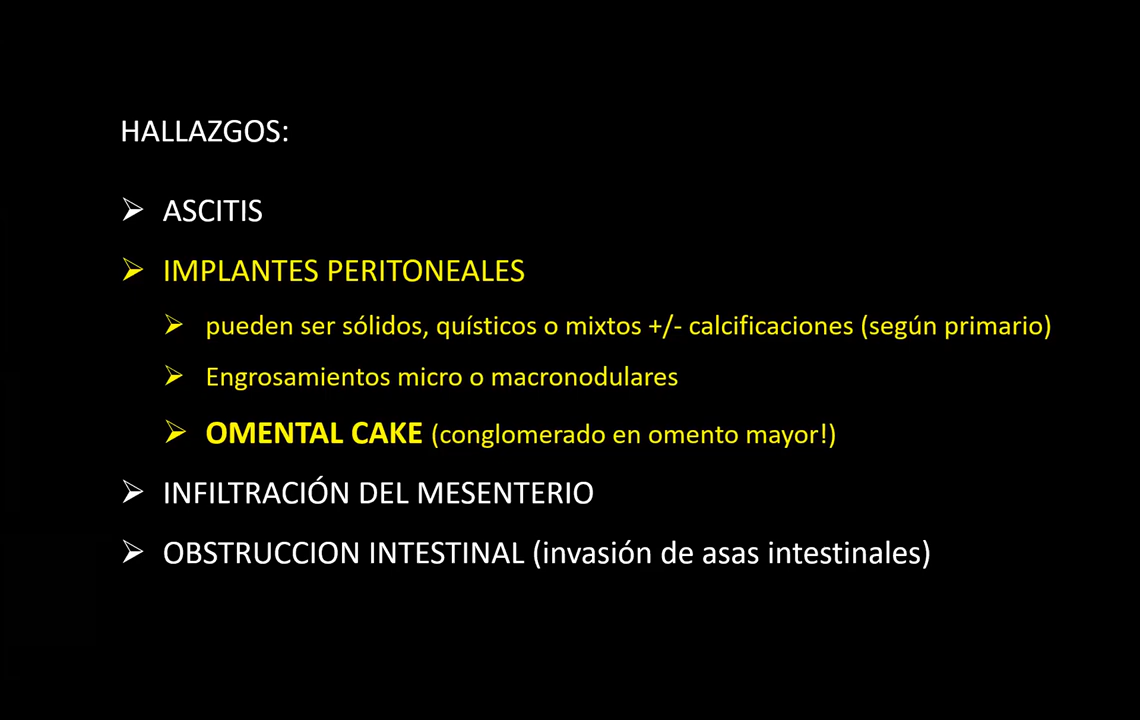 HALLAZGOS:
➢ ASCITIS
➢ IMPLANTES PERITONEALES
➢ pueden ser sólidos, quísticos o mixtos +/- calcificaciones (según primario)
➢ Engrosamientos micro o macronodulares
➢ OMENTAL CAKE (conglomerado en omento mayor!)
➢ INFILTRACIÓN DEL MESENTERIO
➢ OBSTRUCCION INTESTINAL (invasión de asas intestinales)